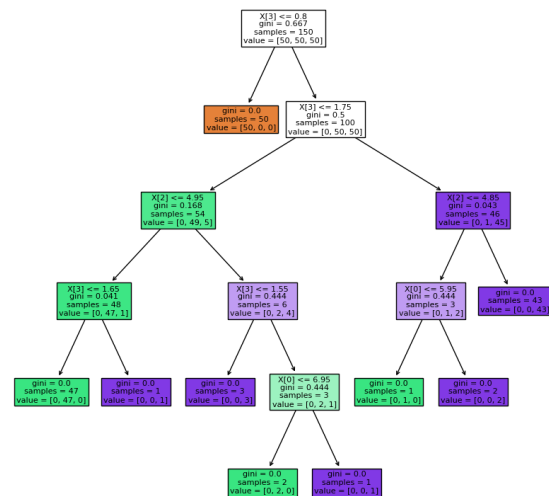 X[3] <= 0.8
gini = 0.667
samples = 150
value = [50, 50, 50]
gini = 0.0
samples = 50
value = [50, 0, 0]
X[3] <= 1.75
gini = 0.5
samples = 100
value = [0, 50, 50]
X[2] <= 4.95
gini = 0.168
samples = 54
value = [0, 49, 5]
X[2] <= 4.85
gini = 0.043
samples = 46
value = [0, 1, 45]
X[3] <= 1.65
gini = 0.041
samples = 48
value = [0, 47, 1]
X[3] <= 1.55
gini = 0.444
samples = 6
value = [0, 2, 4]
X[0] <= 5.95
gini = 0.444
samples = 3
value = [0, 1, 2]
gini = 0.0
samples = 43
value = [0, 0, 43]
gini = 0.0
samples = 47
value = [0, 47, 0]
gini = 0.0
samples = 1
value = [0, 0, 1]
gini = 0.0
samples = 3
value = [0, 0, 3]
X[0] <= 6.95
gini = 0.444
samples = 3
value = [0, 2, 1]
gini = 0.0
samples = 1
value = [0, 1, 0]
gini = 0.0
samples = 2
value = [0, 0, 2]
gini = 0.0
samples = 2
value = [0, 2, 0]
gini = 0.0
samples = 1
value = [0, 0, 1]